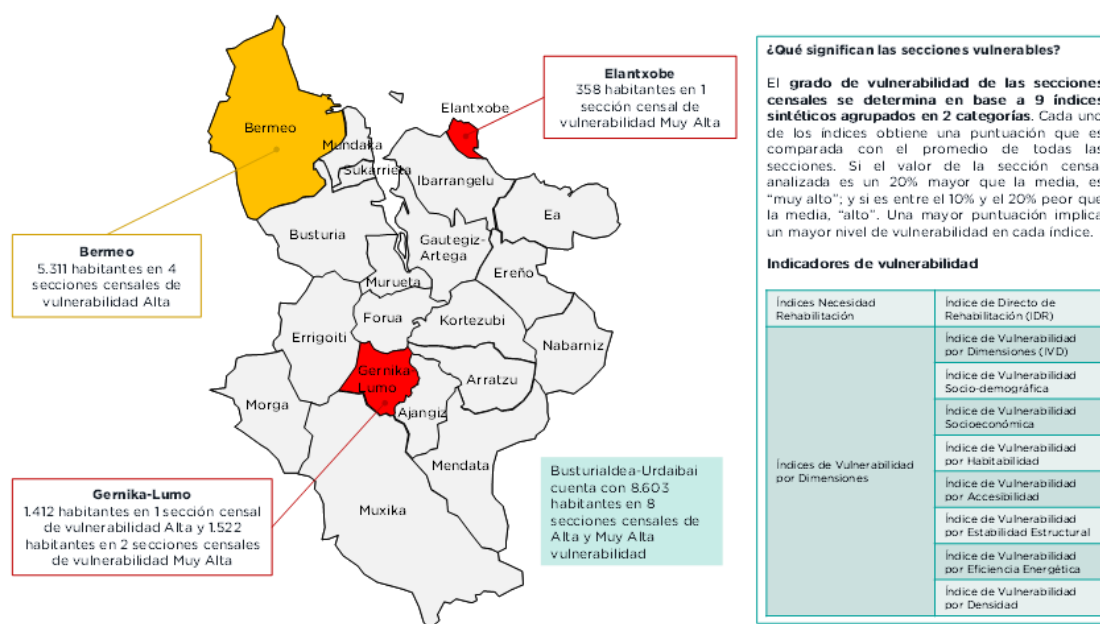 Elantxobe
358 habitantes en 1
sección censal de
vulnerabilidad Muy Alta
Bermeo
5.311 habitantes en 4
secciones censales de
vulnerabilidad Alta
Gernika-Lumo
1.412 habitantes en 1 sección censal
de vulnerabilidad Alta y 1.522
habitantes en 2 secciones censales
de vulnerabilidad Muy Alta
Bermeo
Mundaka
Sukarrieta
Elantxobe
Ibarrangelu
Ea
Busturia
Gautegiz-
Artega
Ereño
Murueta
Forua
Kortezubi
Errigoiti
Nabarniz
Gernika-
Lumo
Arratzu
Morga
Ajangiz
Mendata
Muxika
Busturialdea-Urdaibai
cuenta con 8.603
habitantes en 8
secciones censales de
Alta y Muy Alta
vulnerabilidad
¿Qué significan las secciones vulnerables?
El grado de vulnerabilidad de las secciones
censales se determina en base a 9 índices
sintéticos agrupados en 2 categorías. Cada uno
de los índices obtiene una puntuación que es
comparada con el promedio de todas las
secciones. Si el valor de la sección censa
analizada es un 20% mayor que la media, es
"muy alto"; y si es entre el 10% y el 20% peor que
la media, "alto". Una mayor puntuación implica
un mayor nivel de vulnerabilidad en cada índice.
Indicadores de vulnerabilidad
Índices Necesidad
Rehabilitación
Índice de Directo de
Rehabilitación (IDR)
Índices de Vulnerabilidad
por Dimensiones
Índice de Vulnerabilidad
por Dimensiones (IVD)
Índice de Vulnerabilidad
Socio-demográfica
Índice de Vulnerabilidad
Socioeconómica
Índice de Vulnerabilidad
por Habitabilidad
Índice de Vulnerabilidad
por Accesibilidad
Índice de Vulnerabilidad
por Estabilidad Estructural
Índice de Vulnerabilidad
por Eficiencia Energética
Índice de Vulnerabilidad
por Densidad